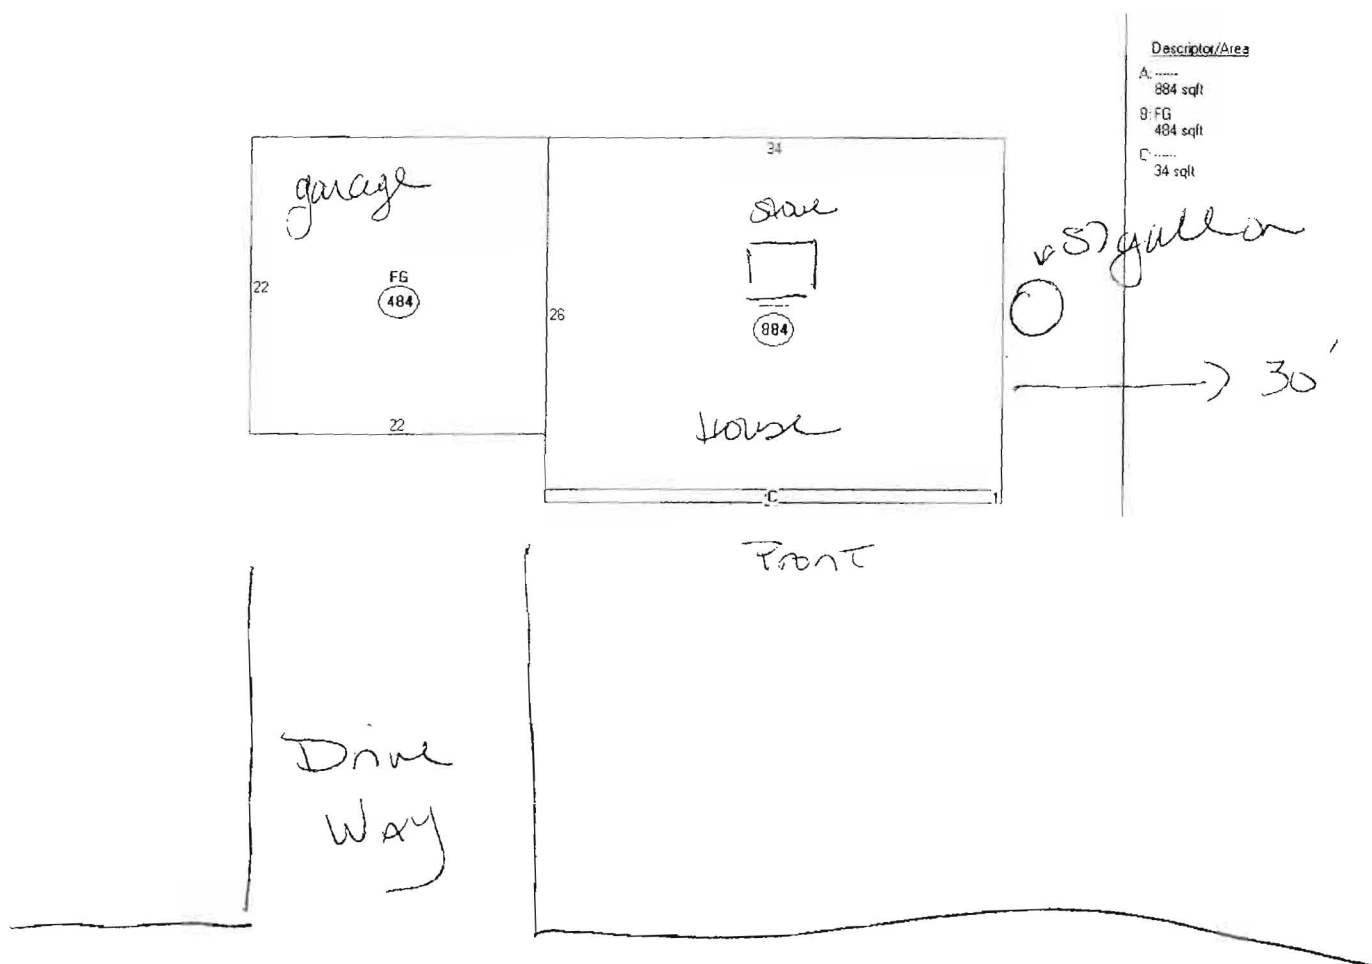 Descriptor/Area
A:-----
884 sqft
B:FG
484 sqft
C:-----
34 sqft
garage
34
stove
gallon
22
FG
484
26
884
30'
22
House
C
1
Front
Drive
Way